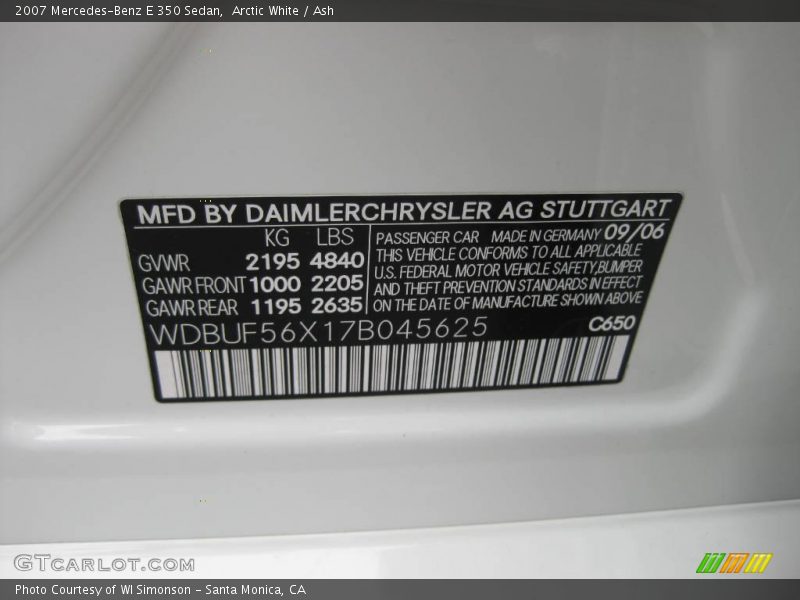 2007 Mercedes-Benz E 350 Sedan,  Arctic White / Ash
MFD BY DAIMLERCHRYSLER AG STUTTGART
KG LBS
GVWR 2195 4840
GAWR FRONT 1000 2205
GAWR REAR 1195 2635
PASSENGER CAR MADE IN GERMANY 09/06
THIS VEHICLE CONFORMS TO ALL APPLICABLE
U.S. FEDERAL MOTOR VEHICLE SAFETY,BUMPER
AND THEFT PREVENTION STANDARDS IN EFFECT
ON THE DATE OF MANUFACTURE SHOWN ABOVE
WDBUF56X17B045625 C650
GTCARLOT.COM
Photo Courtesy of WI Simonson - Santa Monica, CA